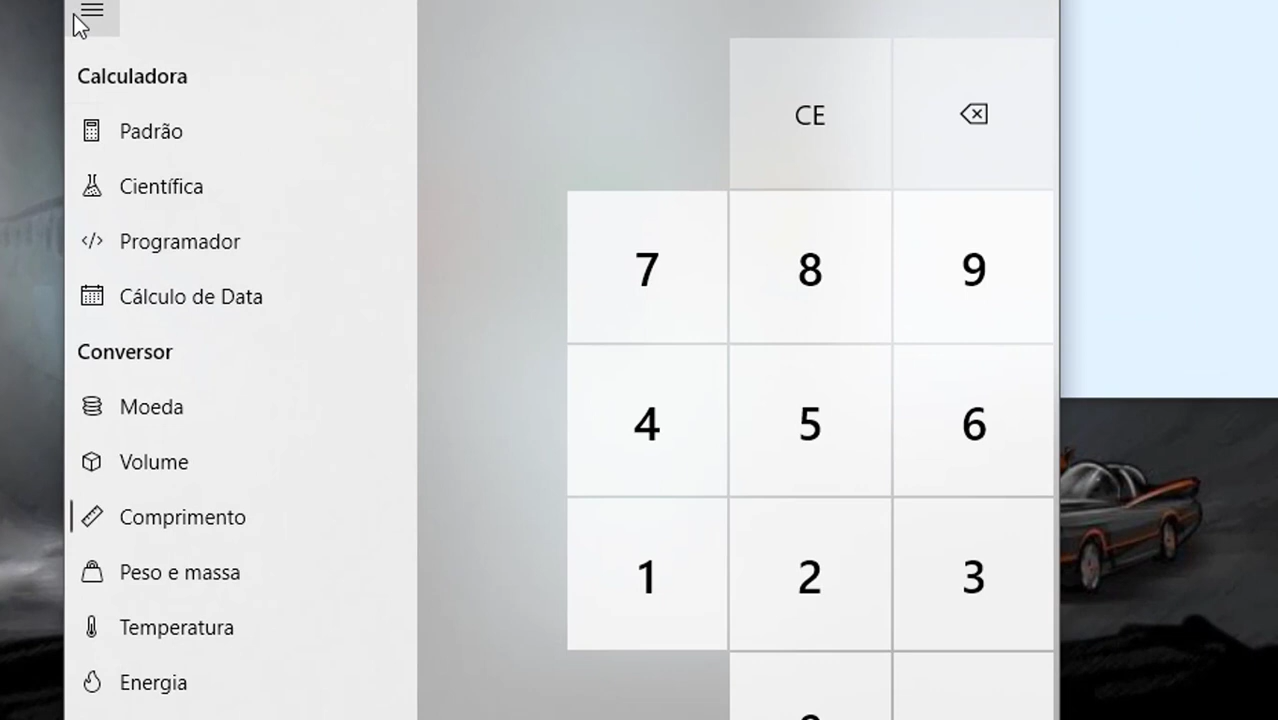 Calculadora
Padrão
Científica
Programador
Cálculo de Data
Conversor
Moeda
Volume
Comprimento
Peso e massa
Temperatura
Energia
CE
7 8 9
4 5 6
1 2 3
0